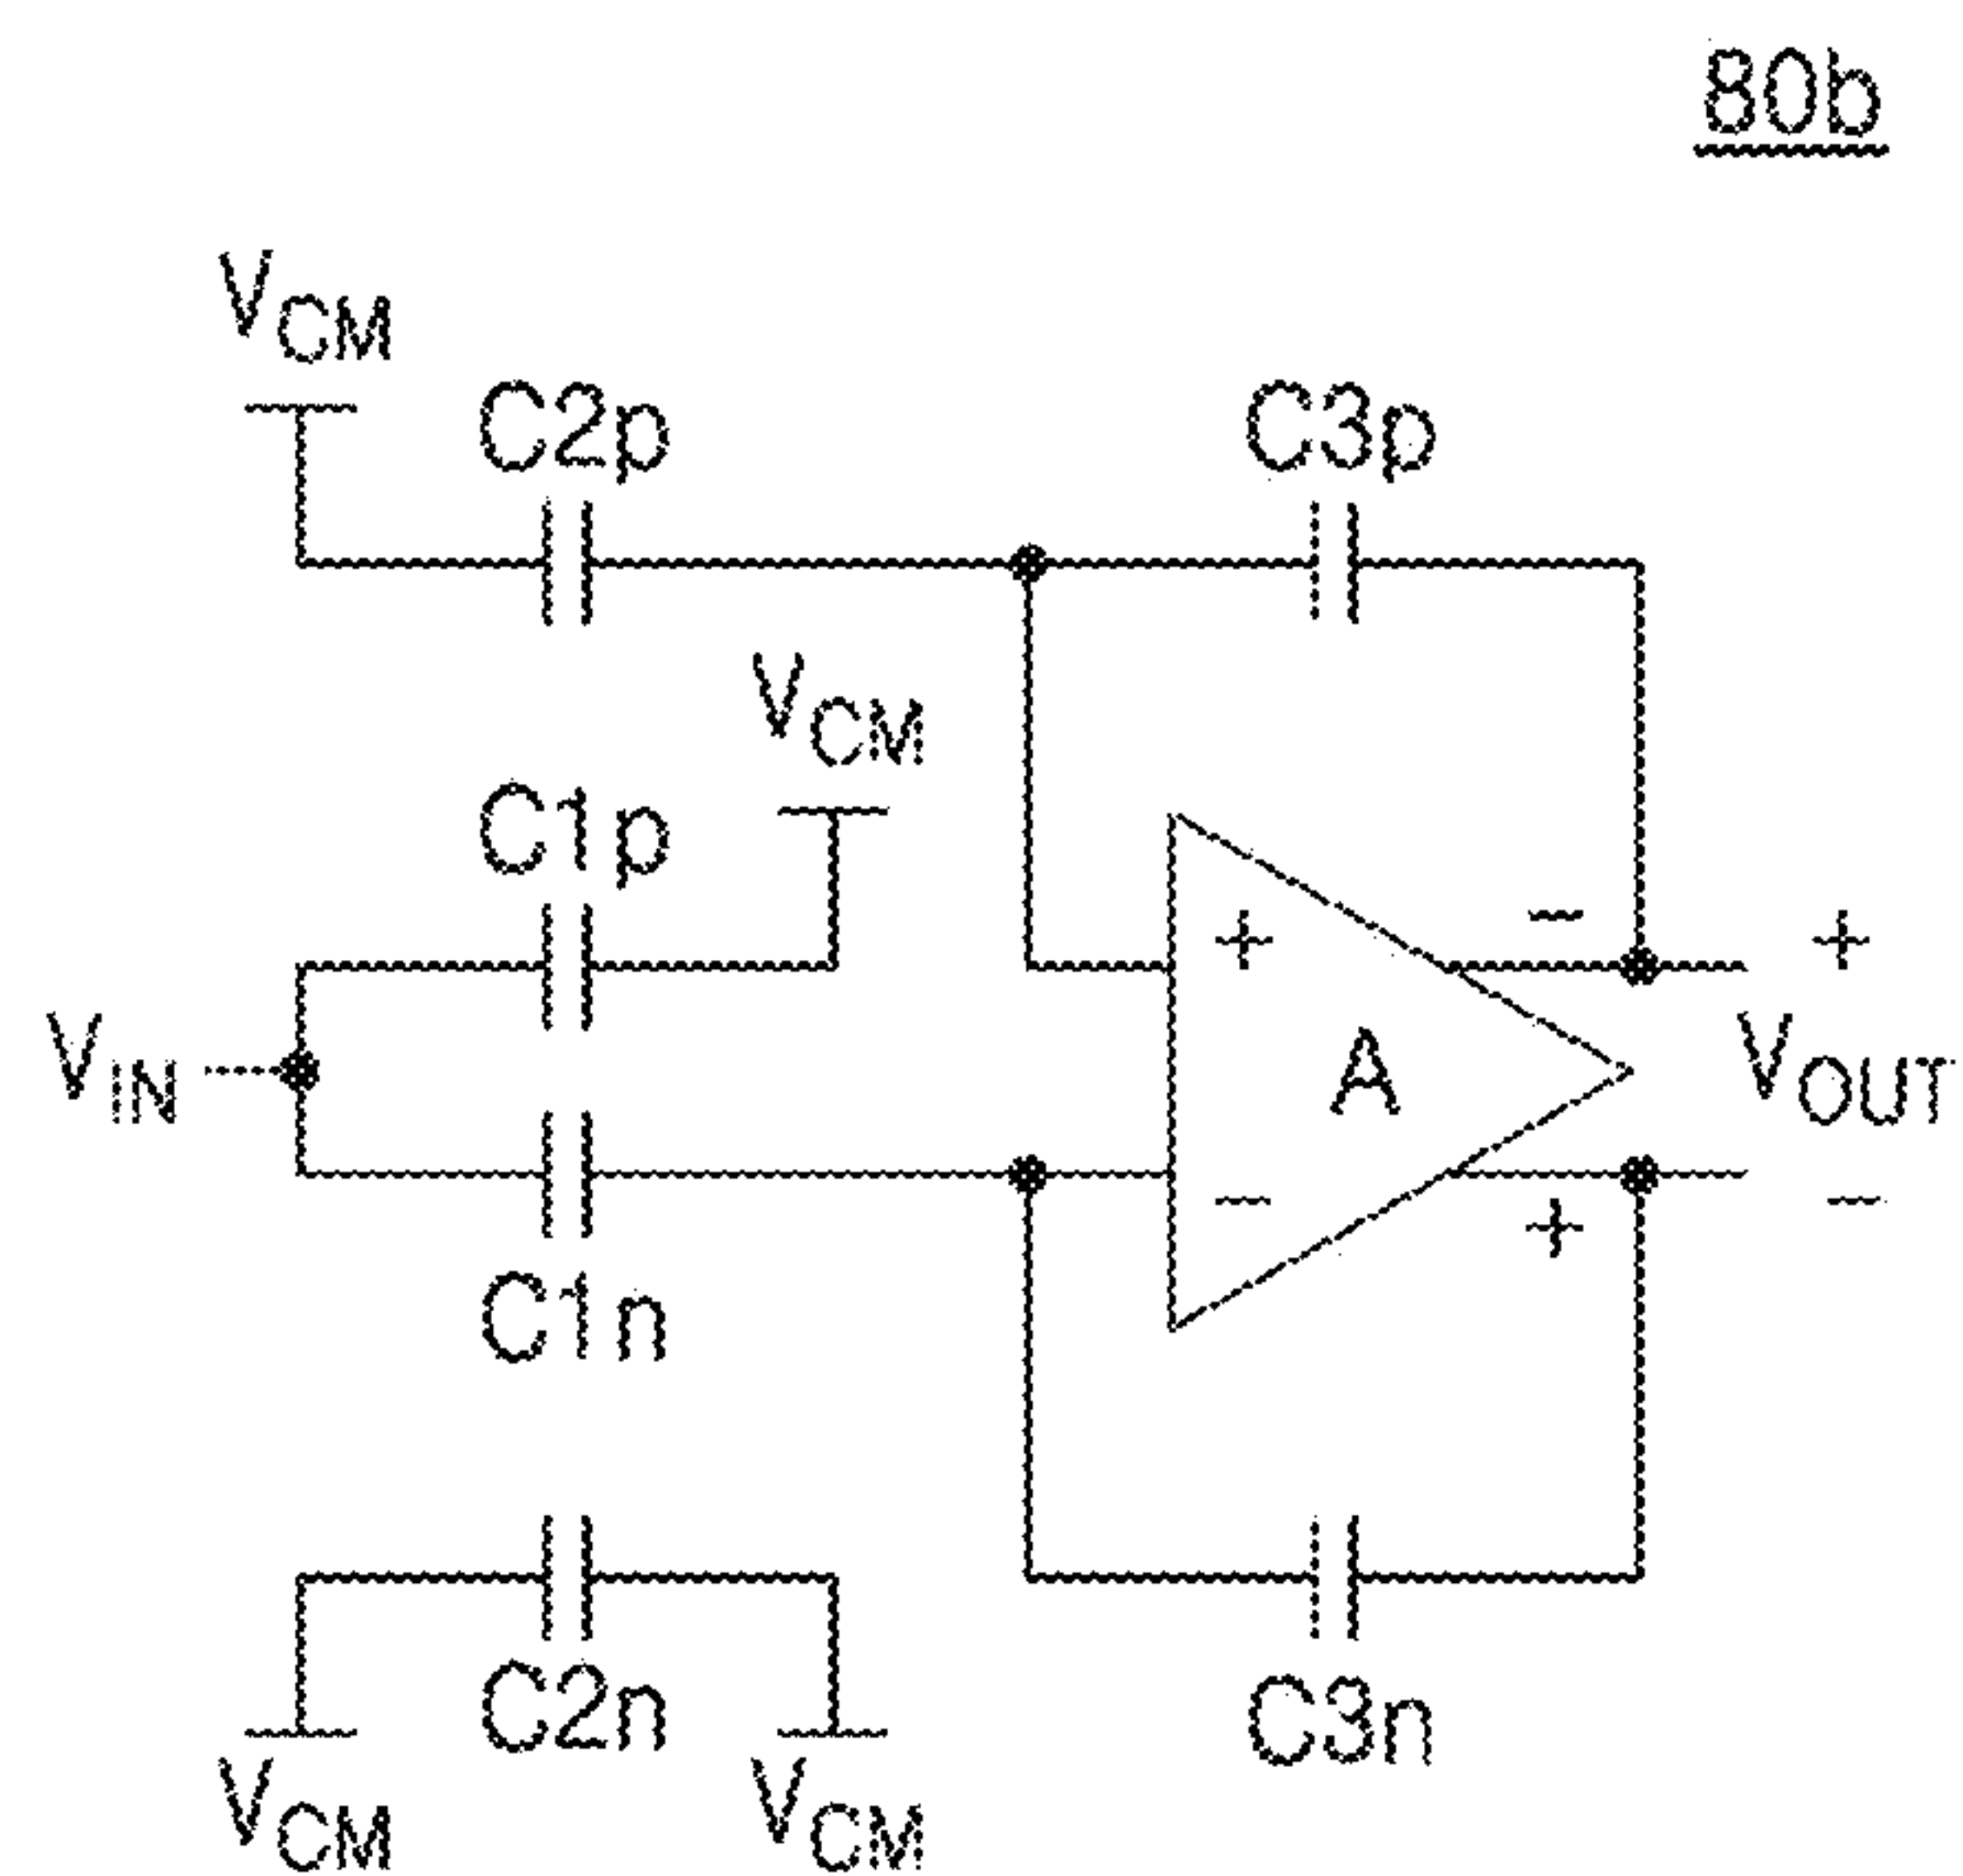 80b
VCM
C2p
C3p
VCM
C1p
+
−
+
VIN
A
VOUT
−
+
−
C1n
C2n
C3n
VCM
VCM